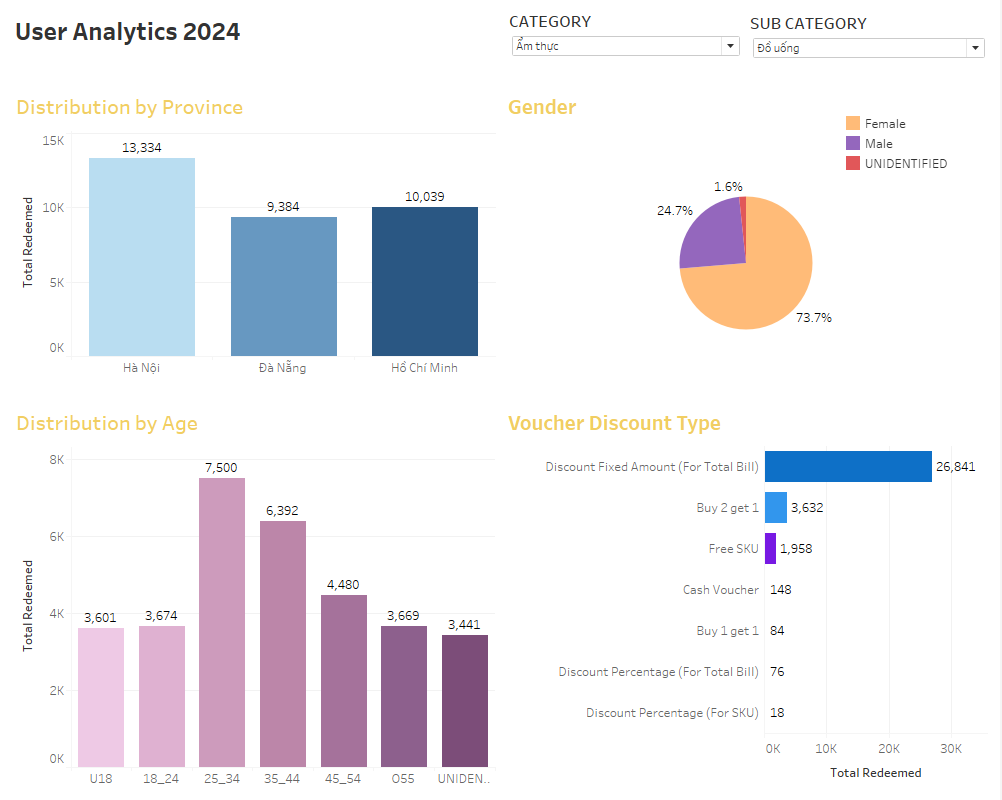 User Analytics 2024
CATEGORY
Ẩm thực
SUB CATEGORY
Đồ uống
Distribution by Province
Total Redeemed
15K
10K
5K
0K
13,334
9,384
10,039
Hà Nội
Đà Nẵng
Hồ Chí Minh
Gender
Female
Male
UNIDENTIFIED
1.6%
24.7%
73.7%
Distribution by Age
Total Redeemed
8K
6K
4K
2K
0K
3,601
3,674
7,500
6,392
4,480
3,669
3,441
U18
18_24
25_34
35_44
45_54
O55
UNIDEN..
Voucher Discount Type
Discount Fixed Amount (For Total Bill) 26,841
Buy 2 get 1 3,632
Free SKU 1,958
Cash Voucher 148
Buy 1 get 1 84
Discount Percentage (For Total Bill) 76
Discount Percentage (For SKU) 18
0K 10K 20K 30K
Total Redeemed